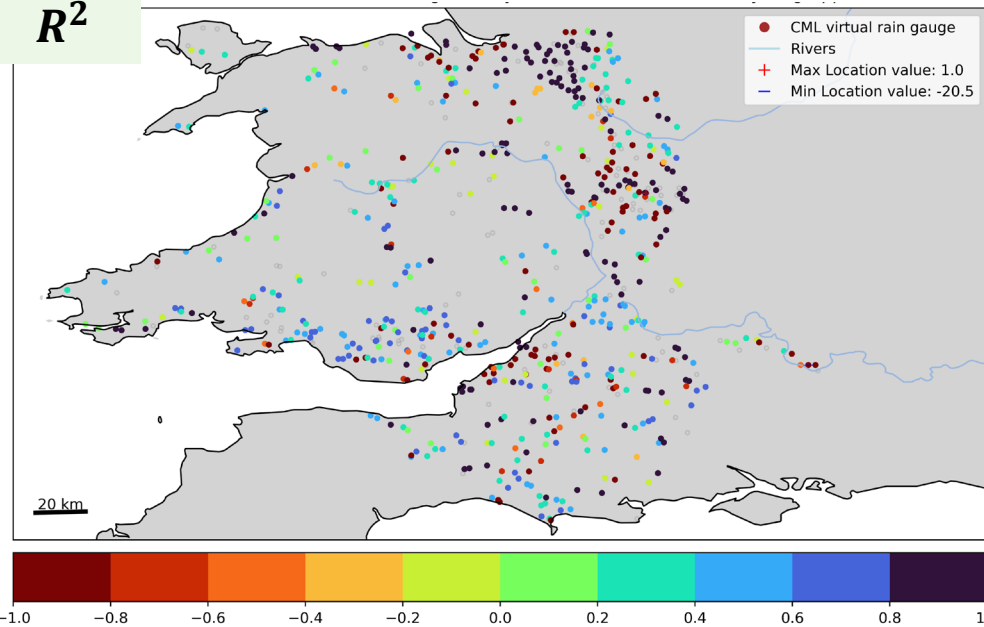 R²
CML virtual rain gauge
Rivers
Max Location value: 1.0
Min Location value: -20.5
20 km
−1.0 −0.8 −0.6 −0.4 −0.2 0.0 0.2 0.4 0.6 0.8